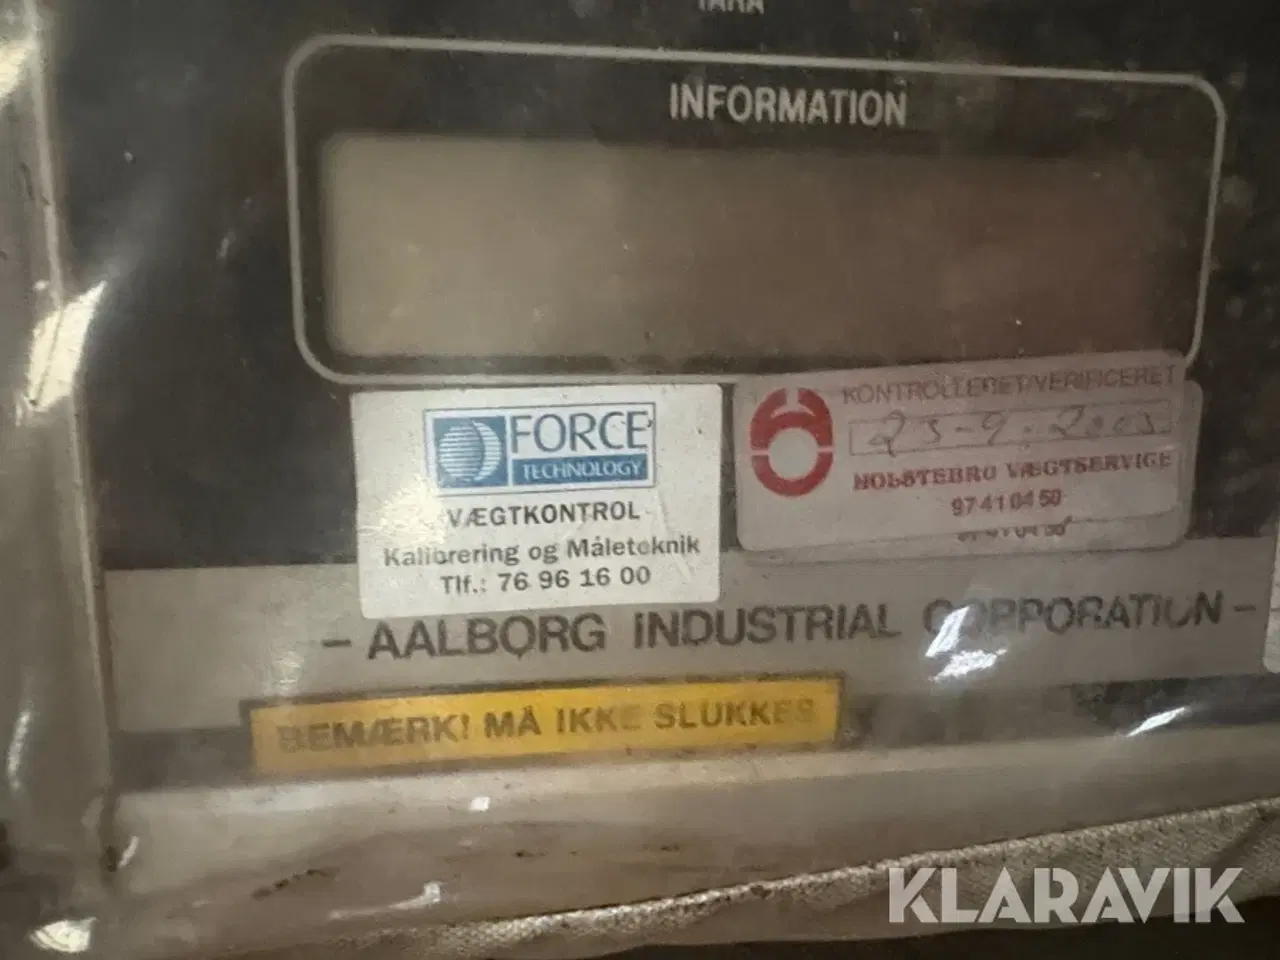 TARA
INFORMATION
FORCE
TECHNOLOGY
VÆGTKONTROL
Kalibrering og Måleteknik
Tlf.: 76 96 16 00
KONTROLLERET/VERIFICERET
23-9-2003
HOLSTEBRO VÆGTSERVICE
97 41 04 50
- AALBORG INDUSTRIAL CORPORATION -
BEMÆRK! MÅ IKKE SLUKKES
KLARAVIK